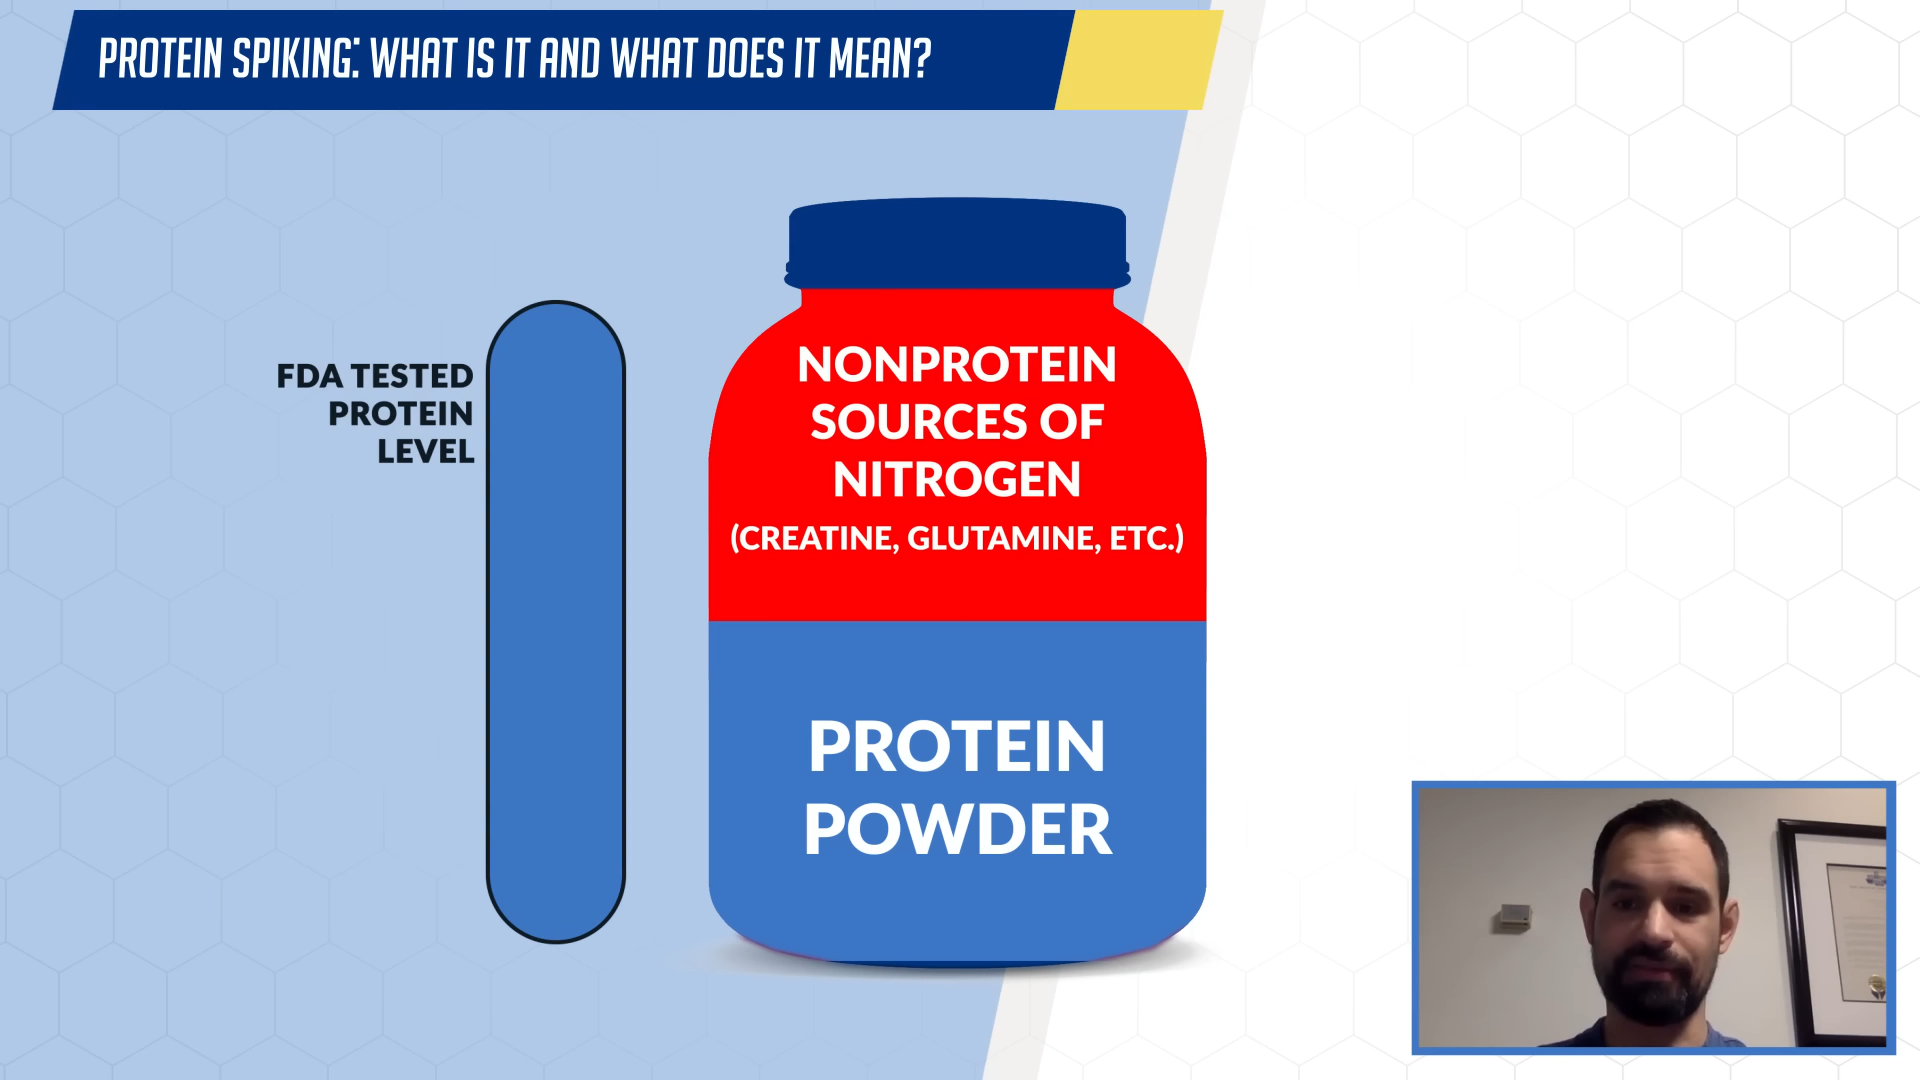 PROTEIN SPIKING: WHAT IS IT AND WHAT DOES IT MEAN?
FDA TESTED
PROTEIN
LEVEL
NONPROTEIN
SOURCES OF
NITROGEN
(CREATINE, GLUTAMINE, ETC.)
PROTEIN
POWDER